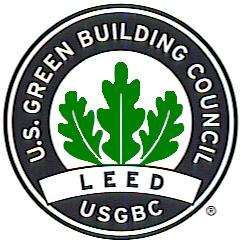 U.S. GREEN BUILDING COUNCIL
LEED
USGBC
®